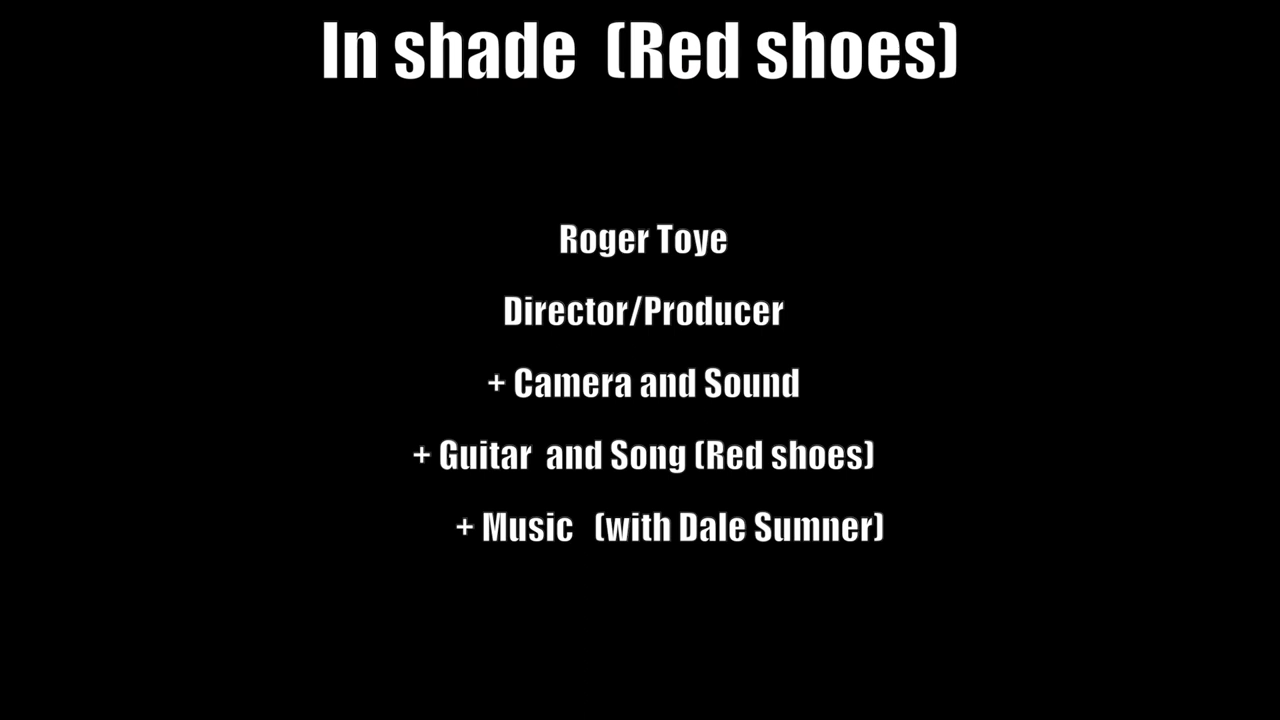 In shade  (Red shoes)
Roger Toye
Director/Producer
+ Camera and Sound
+ Guitar  and Song (Red shoes)
+ Music   (with Dale Sumner)